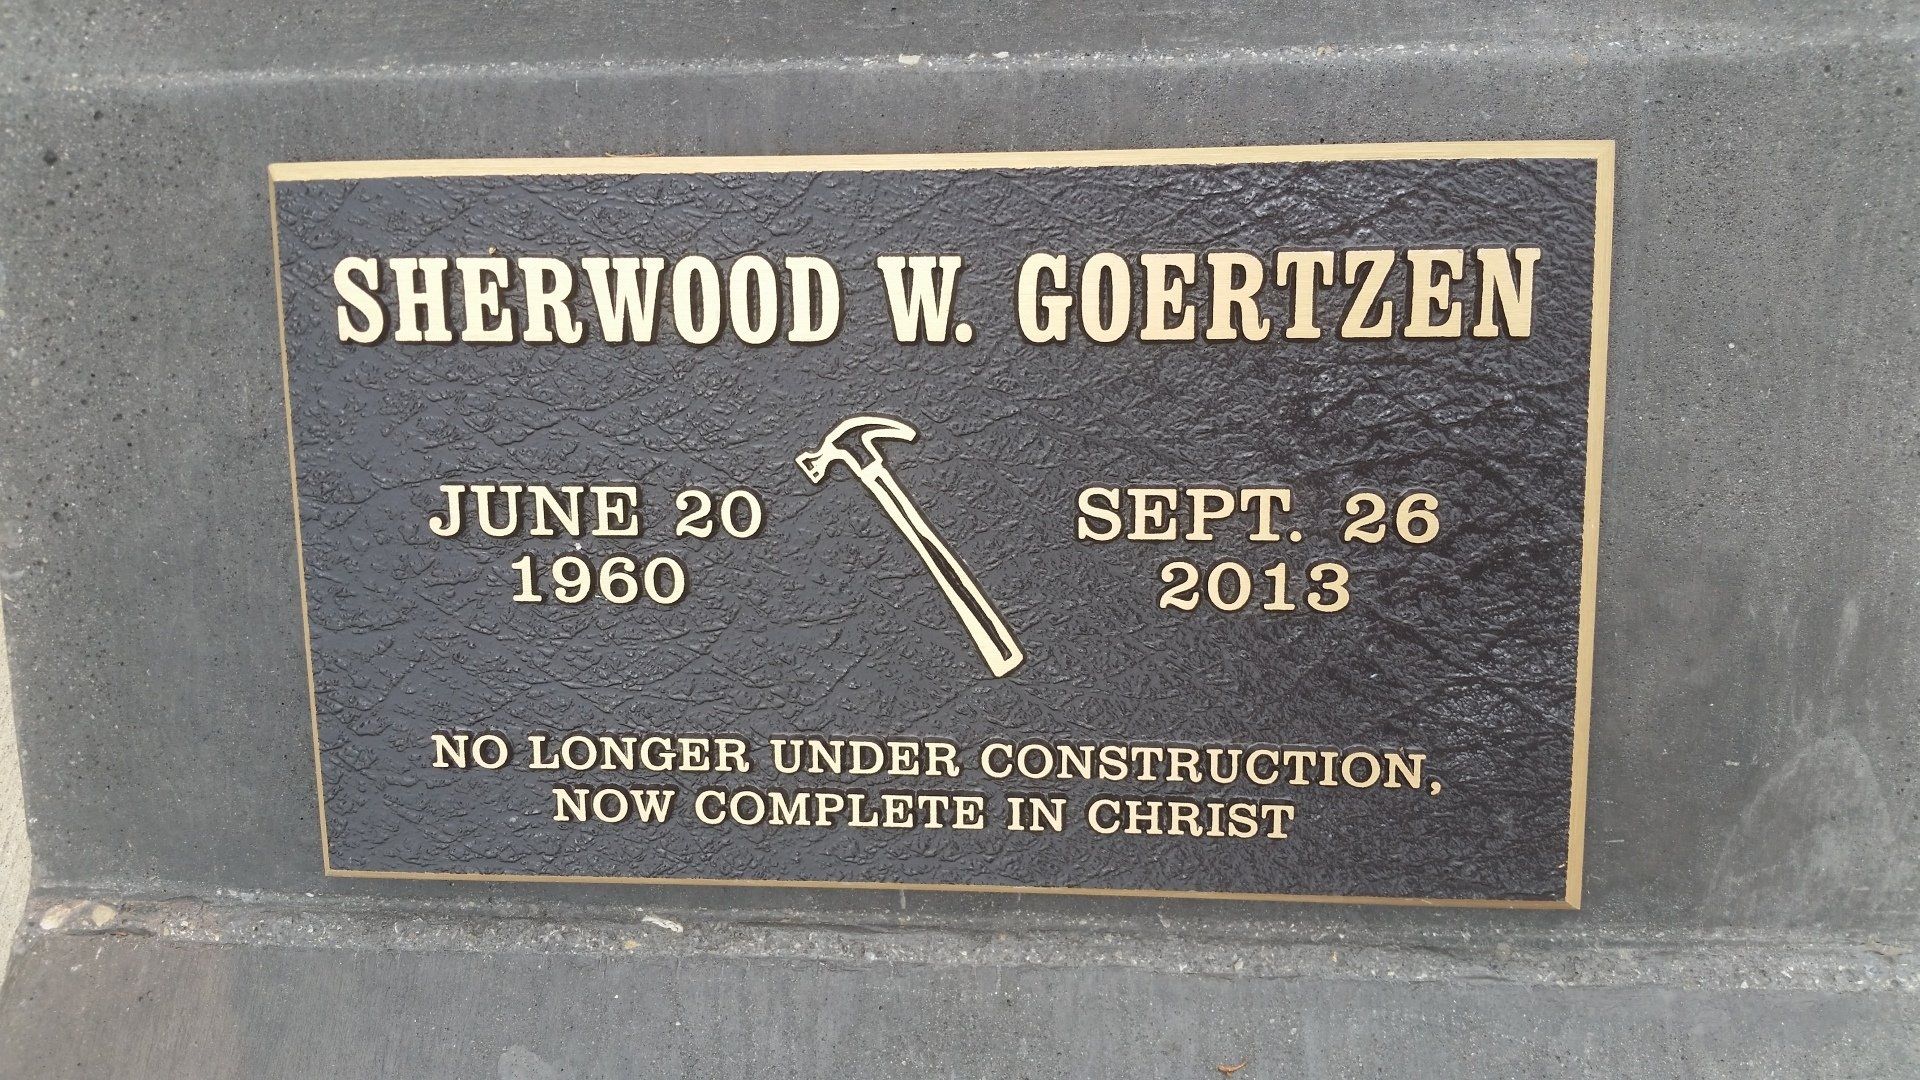 SHERWOOD W. GOERTZEN
JUNE 20
1960
SEPT. 26
2013
NO LONGER UNDER CONSTRUCTION,
NOW COMPLETE IN CHRIST